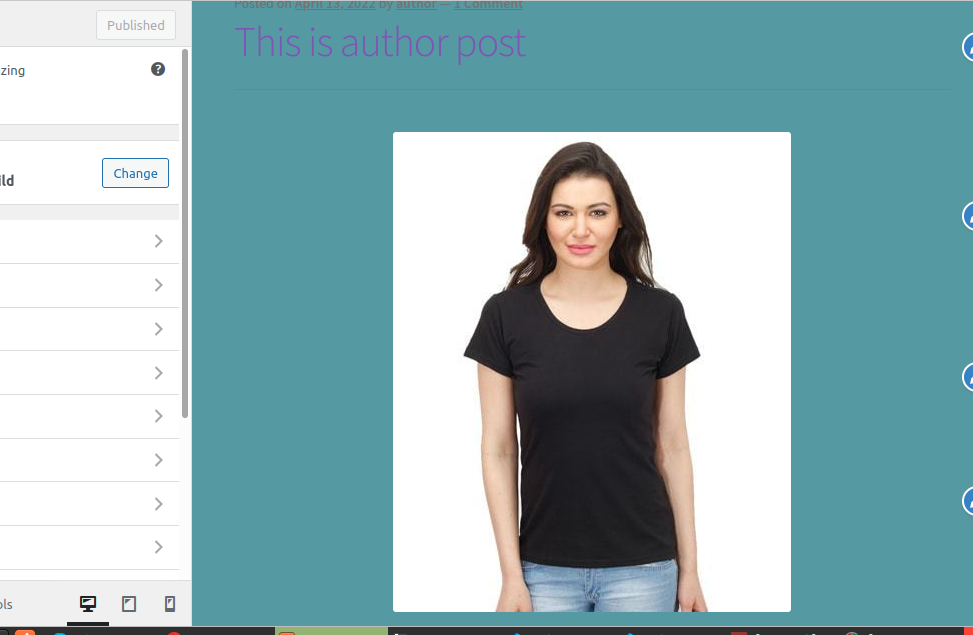 Published
Posted on April 13, 2022 by author — 1 Comment
This is author post
zing
?
ild
Change
ols